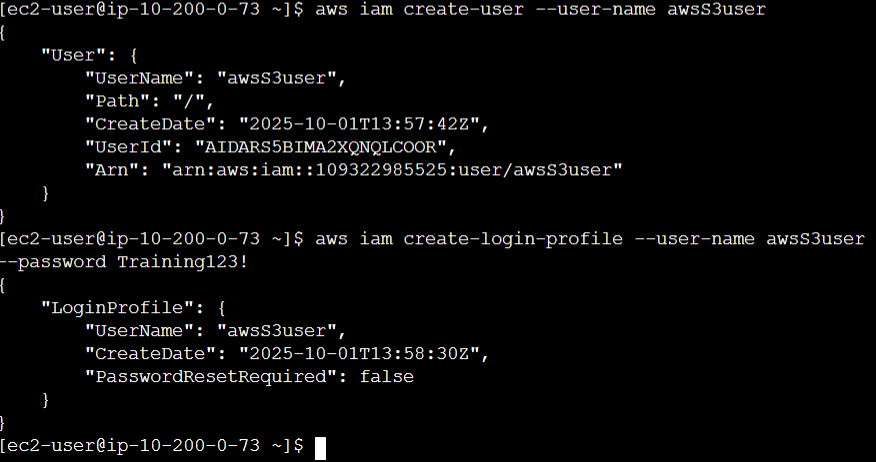 [ec2-user@ip-10-200-0-73 ~]$ aws iam create-user --user-name awsS3user
{
    "User": {
        "UserName": "awsS3user",
        "Path": "/",
        "CreateDate": "2025-10-01T13:57:42Z",
        "UserId": "AIDARS5BIMA2XQNQLCOOR",
        "Arn": "arn:aws:iam::109322985525:user/awsS3user"
    }
}
[ec2-user@ip-10-200-0-73 ~]$ aws iam create-login-profile --user-name awsS3user
--password Training123!
{
    "LoginProfile": {
        "UserName": "awsS3user",
        "CreateDate": "2025-10-01T13:58:30Z",
        "PasswordResetRequired": false
    }
}
[ec2-user@ip-10-200-0-73 ~]$